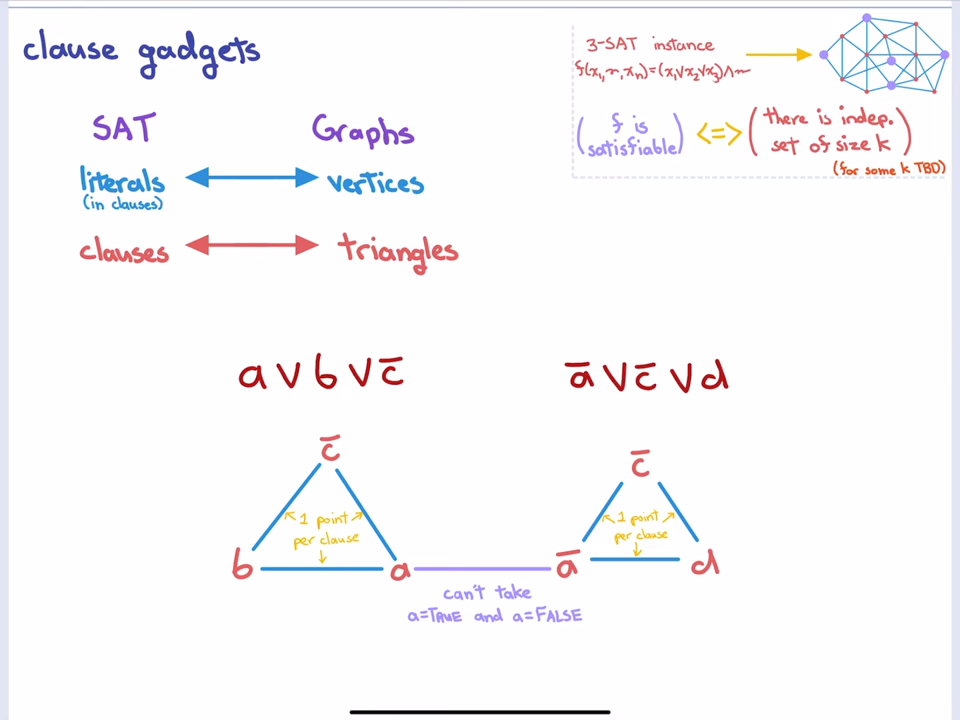 clause gadgets
SAT
Graphs
literals
(in clauses)
vertices
clauses
triangles
3-SAT instance
f(x₁,~,xₙ)=(x₁∨x₂∨x₃)∧~
(f is
satisfiable)
<=>
(there is indep.
set of size k)
(for some k TBD)
a ∨ b ∨ c̅
a̅ ∨ c̅ ∨ d
c̅
1 point
per clause
b
a
c̅
1 point
per clause
a̅
d
can't take
a=TRUE and a=FALSE